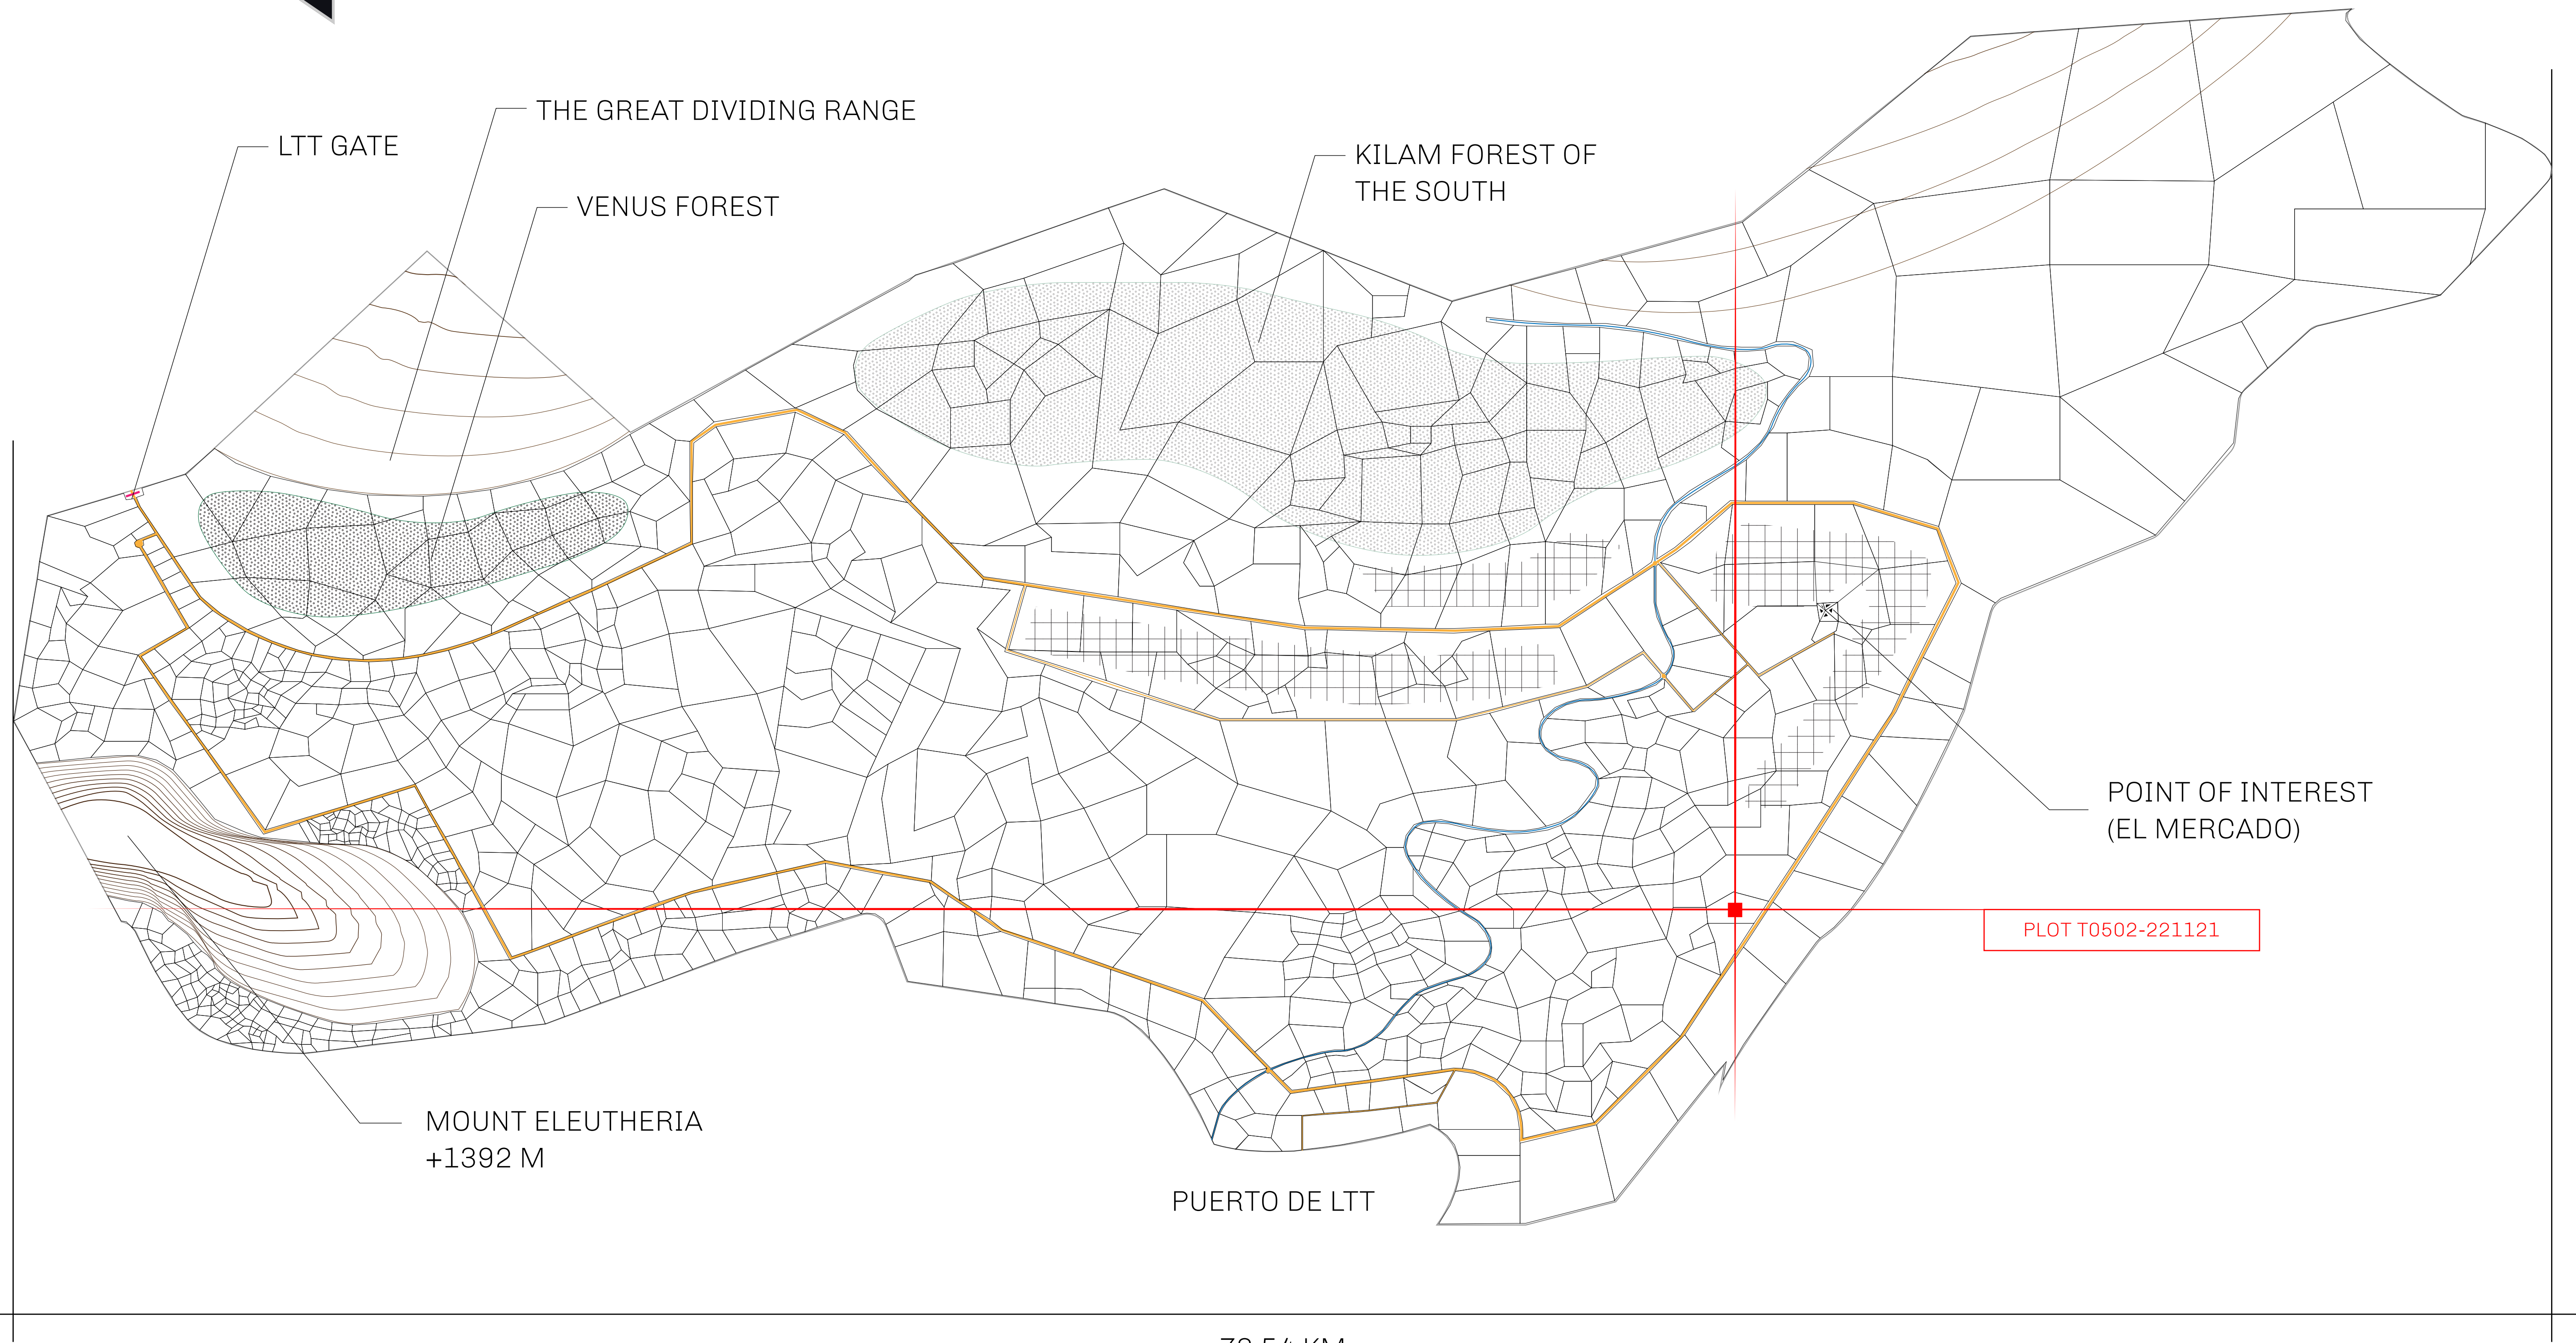 THE GREAT DIVIDING RANGE
LTT GATE
KILAM FOREST OF
THE SOUTH
VENUS FOREST
POINT OF INTEREST
(EL MERCADO)
PLOT T0502-221121
MOUNT ELEUTHERIA
+1392 M
PUERTO DE LTT
KM